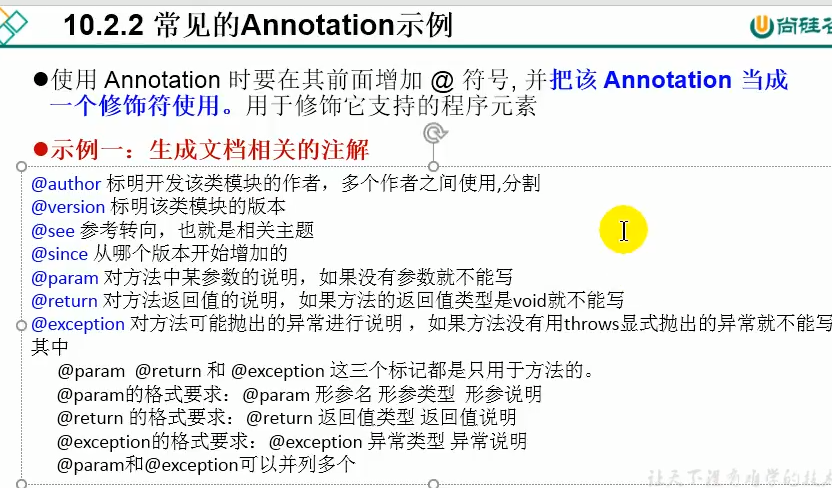 10.2.2 常见的Annotation示例
尚硅谷
●使用 Annotation 时要在其前面增加 @ 符号, 并把该 Annotation 当成
一个修饰符使用。用于修饰它支持的程序元素
●示例一：生成文档相关的注解
@author 标明开发该类模块的作者，多个作者之间使用,分割
@version 标明该类模块的版本
@see 参考转向，也就是相关主题
@since 从哪个版本开始增加的
@param 对方法中某参数的说明，如果没有参数就不能写
@return 对方法返回值的说明，如果方法的返回值类型是void就不能写
@exception 对方法可能抛出的异常进行说明 ，如果方法没有用throws显式抛出的异常就不能写
其中
@param @return 和 @exception 这三个标记都是只用于方法的。
@param的格式要求：@param 形参名 形参类型 形参说明
@return 的格式要求：@return 返回值类型 返回值说明
@exception的格式要求：@exception 异常类型 异常说明
@param和@exception可以并列多个
让天下没有难学的技术